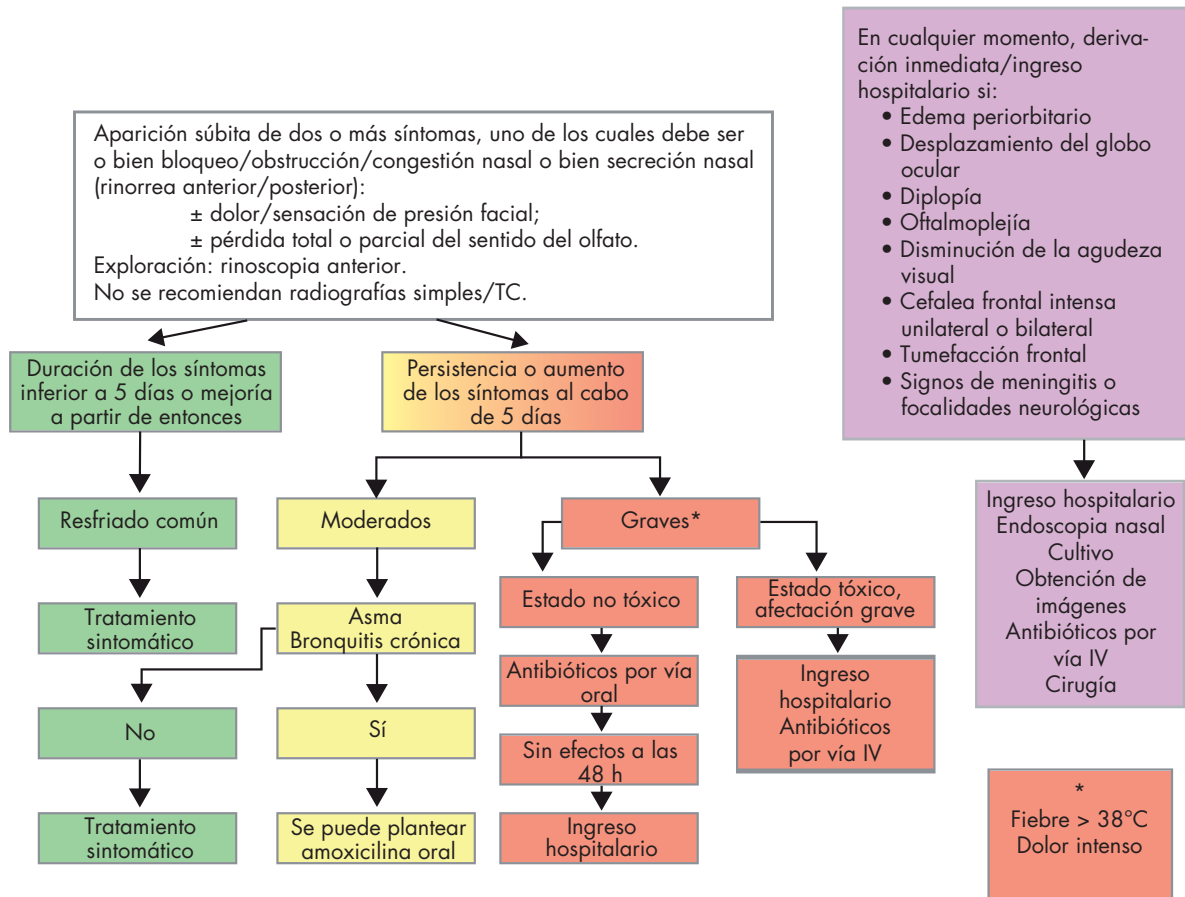 Aparición súbita de dos o más síntomas, uno de los cuales debe ser
o bien bloqueo/obstrucción/congestión nasal o bien secreción nasal
(rinorrea anterior/posterior):
± dolor/sensación de presión facial;
± pérdida total o parcial del sentido del olfato.
Exploración: rinoscopia anterior.
No se recomiendan radiografías simples/TC.
Duración de los síntomas
inferior a 5 días o mejoría
a partir de entonces
Persistencia o aumento
de los síntomas al cabo
de 5 días
Resfriado común
Moderados
Graves*
Tratamiento
sintomático
Asma
Bronquitis crónica
Estado no tóxico
Estado tóxico,
afectación grave
No
Sí
Antibióticos por vía
oral
Ingreso
hospitalario
Antibióticos
por vía IV
Sin efectos a las
48 h
Tratamiento
sintomático
Se puede plantear
amoxicilina oral
Ingreso
hospitalario
En cualquier momento, deriva-
ción inmediata/ingreso
hospitalario si:
• Edema periorbitario
• Desplazamiento del globo
ocular
• Diplopía
• Oftalmoplejía
• Disminución de la agudeza
visual
• Cefalea frontal intensa
unilateral o bilateral
• Tumefacción frontal
• Signos de meningitis o
focalidades neurológicas
Ingreso hospitalario
Endoscopia nasal
Cultivo
Obtención de
imágenes
Antibióticos por
vía IV
Cirugía
*
Fiebre > 38°C
Dolor intenso